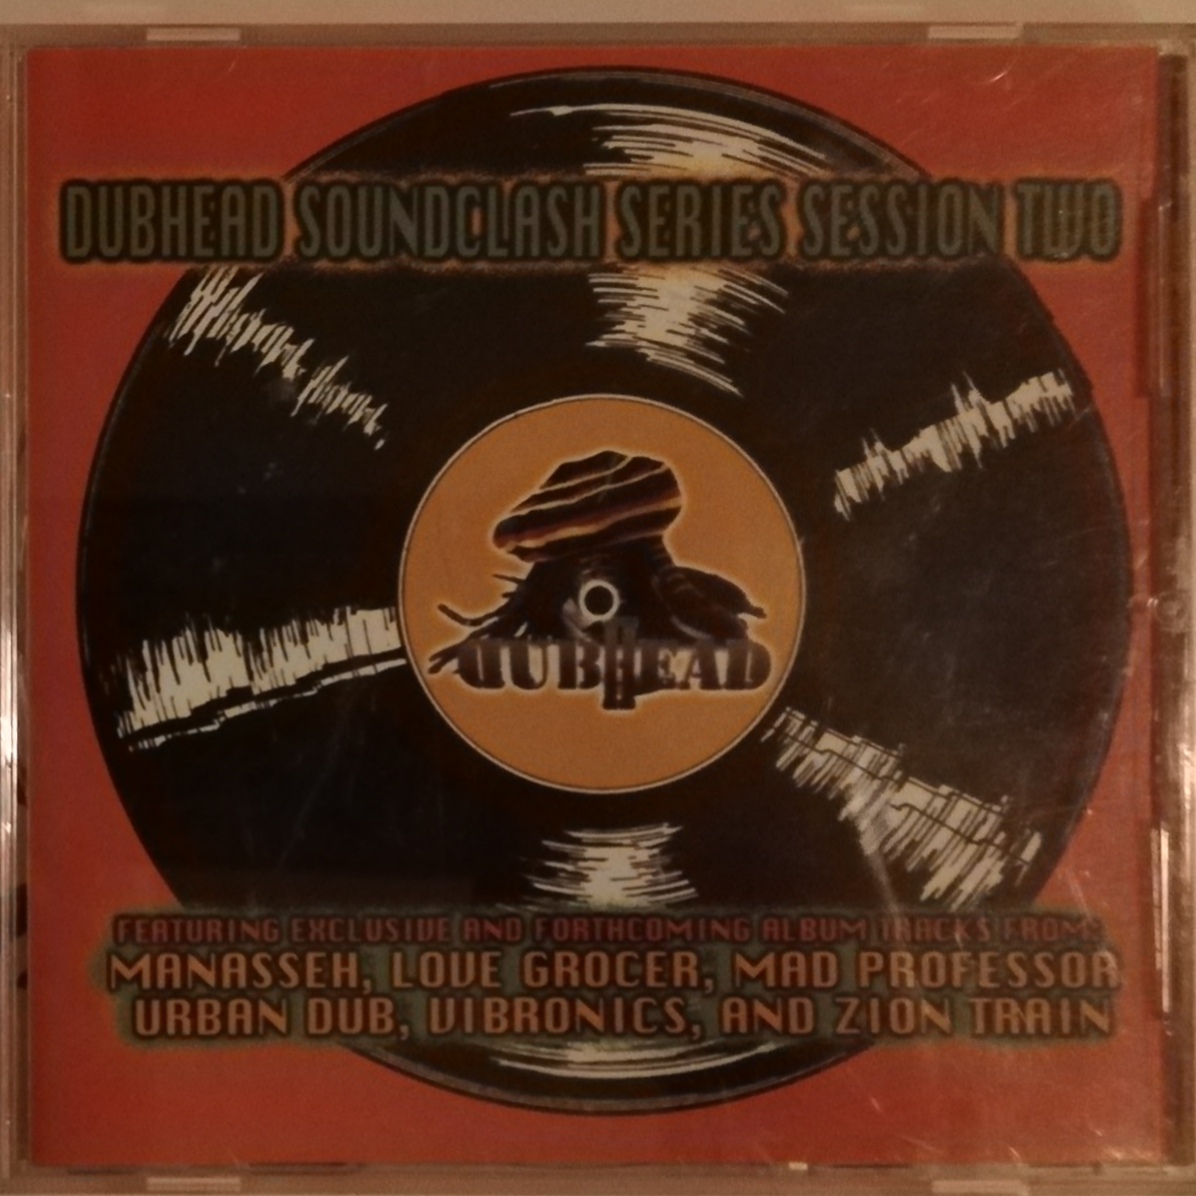 DUBHEAD SOUNDCLASH SERIES SESSION TWO
DUBHEAD
FEATURING EXCLUSIVE AND FORTHCOMING ALBUM TRACKS FROM:
MANASSEH, LOVE GROCER, MAD PROFESSOR
URBAN DUB, VIBRONICS, AND ZION TRAIN